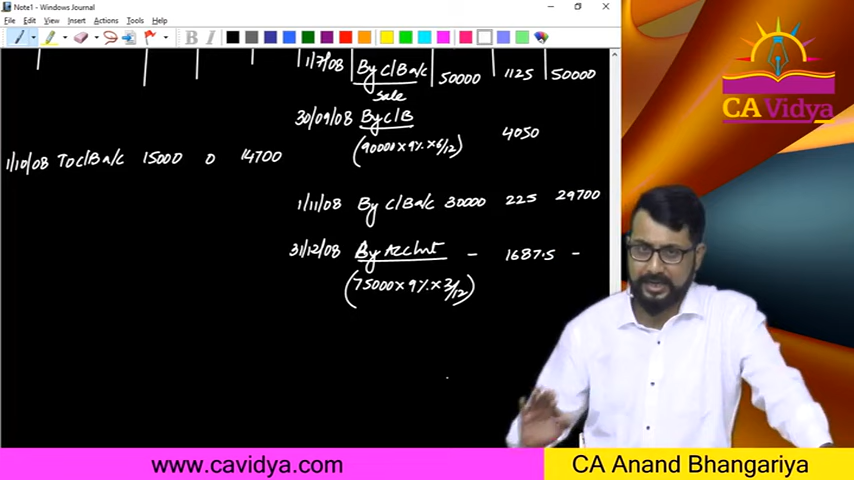 Note1 - Windows Journal
File Edit View Insert Actions Tools Help
B I
1/7/08 By C/Ba/c 50000 1125 50000
sale
30/09/08 By C/B 4050
(90000 x 9% x 6/12)
1/10/08 To C/Ba/c 15000 0 14700
1/11/08 By C/Ba/c 30000 225 29700
31/12/08 By Acc Int - 1687.5 -
(75000 x 9% x 3/12)
CA Vidya
www.cavidya.com
CA Anand Bhangariya